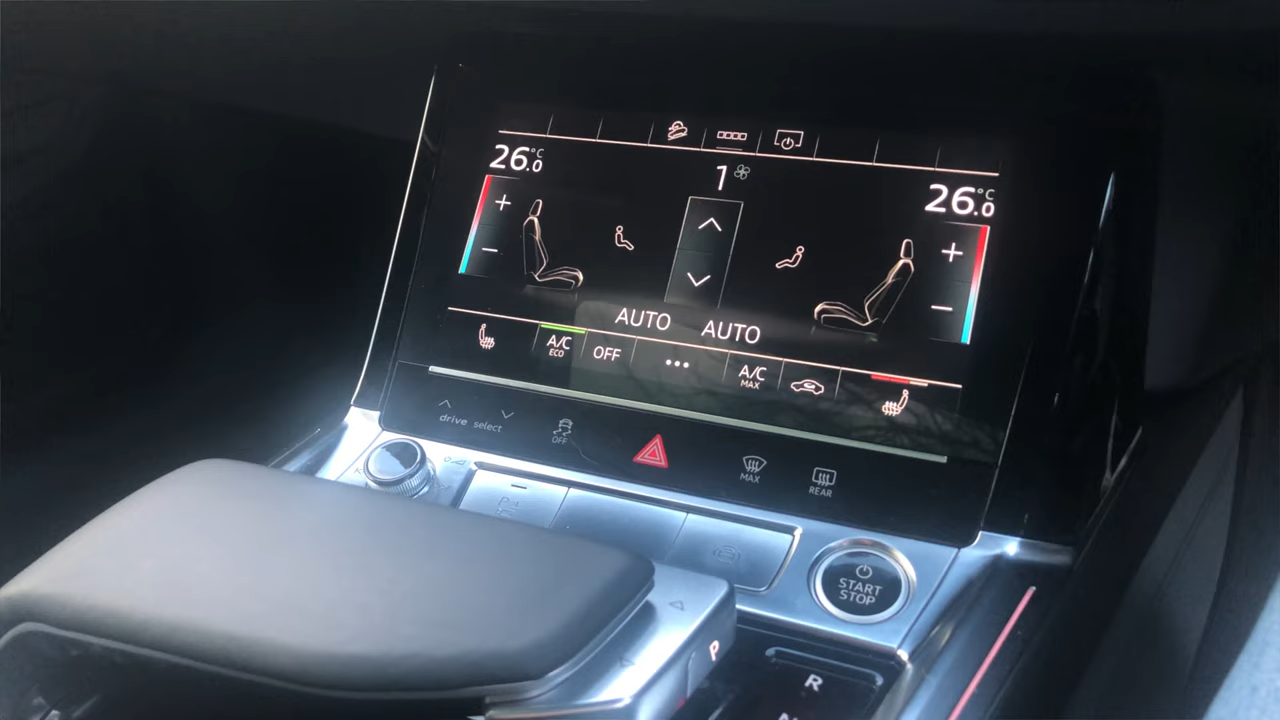 26.0 °C
1
26.0 °C
+
−
+
−
AUTO AUTO
A/C
ECO
OFF
A/C
MAX
drive select
OFF
MAX
REAR
START
STOP
P
R